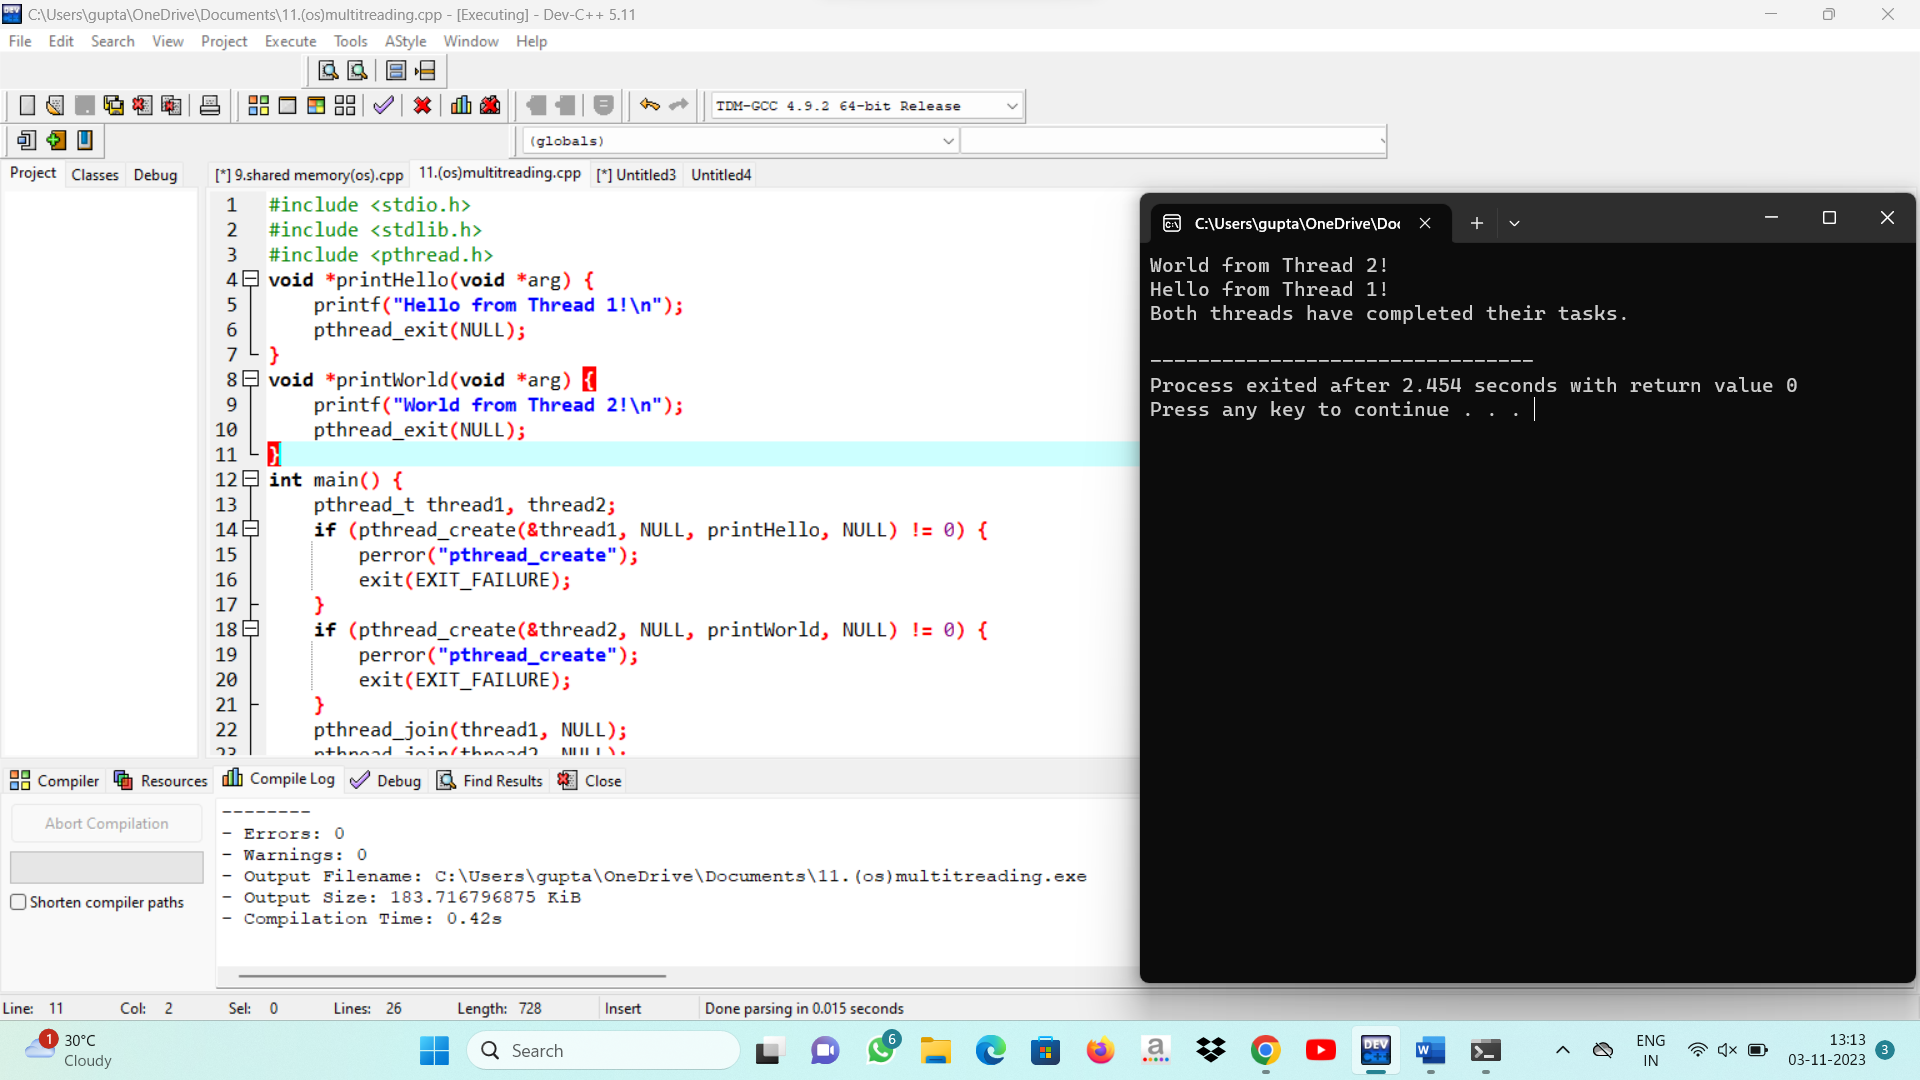 C:\Users\gupta\OneDrive\Documents\11.(os)multitreading.cpp - [Executing] - Dev-C++ 5.11
File Edit Search View Project Execute Tools AStyle Window Help
TDM-GCC 4.9.2 64-bit Release
(globals)
Project Classes Debug
[*] 9.shared memory(os).cpp 11.(os)multitreading.cpp [*] Untitled3 Untitled4
1 #include <stdio.h>
2 #include <stdlib.h>
3 #include <pthread.h>
4 void *printHello(void *arg) {
5 printf("Hello from Thread 1!\n");
6 pthread_exit(NULL);
7 }
8 void *printWorld(void *arg) {
9 printf("World from Thread 2!\n");
10 pthread_exit(NULL);
11 }
12 int main() {
13 pthread_t thread1, thread2;
14 if (pthread_create(&thread1, NULL, printHello, NULL) != 0) {
15 perror("pthread_create");
16 exit(EXIT_FAILURE);
17 }
18 if (pthread_create(&thread2, NULL, printWorld, NULL) != 0) {
19 perror("pthread_create");
20 exit(EXIT_FAILURE);
21 }
22 pthread_join(thread1, NULL);
23 pthread_join(thread2, NULL);
C:\Users\gupta\OneDrive\Doc
World from Thread 2!
Hello from Thread 1!
Both threads have completed their tasks.
--------------------------------
Process exited after 2.454 seconds with return value 0
Press any key to continue . . .
Compiler Resources Compile Log Debug Find Results Close
Abort Compilation
Shorten compiler paths
--------
- Errors: 0
- Warnings: 0
- Output Filename: C:\Users\gupta\OneDrive\Documents\11.(os)multitreading.exe
- Output Size: 183.716796875 KiB
- Compilation Time: 0.42s
Line: 11 Col: 2 Sel: 0 Lines: 26 Length: 728 Insert Done parsing in 0.015 seconds
1
30°C
Cloudy
Search
6
a
DEV
C++
W
ENG
IN
13:13
03-11-2023
3